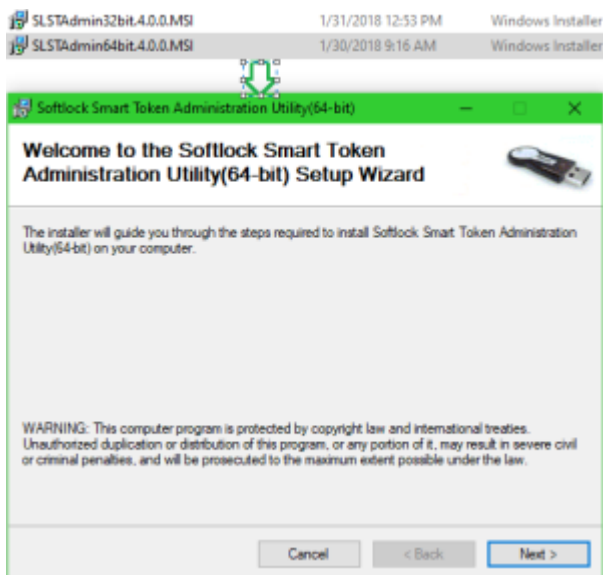 SLSTAdmin32bit.4.0.0.MSI 1/31/2018 12:53 PM Windows Installer
SLSTAdmin64bit.4.0.0.MSI 1/30/2018 9:16 AM Windows Installer
Softlock Smart Token Administration Utility(64-bit)
Welcome to the Softlock Smart Token
Administration Utility(64-bit) Setup Wizard
The installer will guide you through the steps required to install Softlock Smart Token Administration
Utility(64-bit) on your computer.
WARNING: This computer program is protected by copyright law and international treaties.
Unauthorized duplication or distribution of this program, or any portion of it, may result in severe civil
or criminal penalties, and will be prosecuted to the maximum extent possible under the law.
Cancel < Back Next >